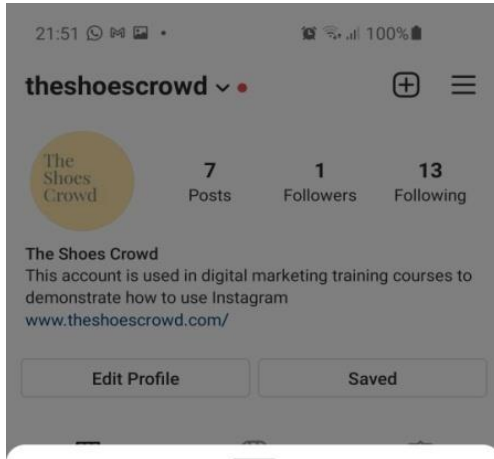 21:51 100%
theshoescrowd
The
Shoes
Crowd
7 1 13
Posts Followers Following
The Shoes Crowd
This account is used in digital marketing training courses to
demonstrate how to use Instagram
www.theshoescrowd.com/
Edit Profile Saved